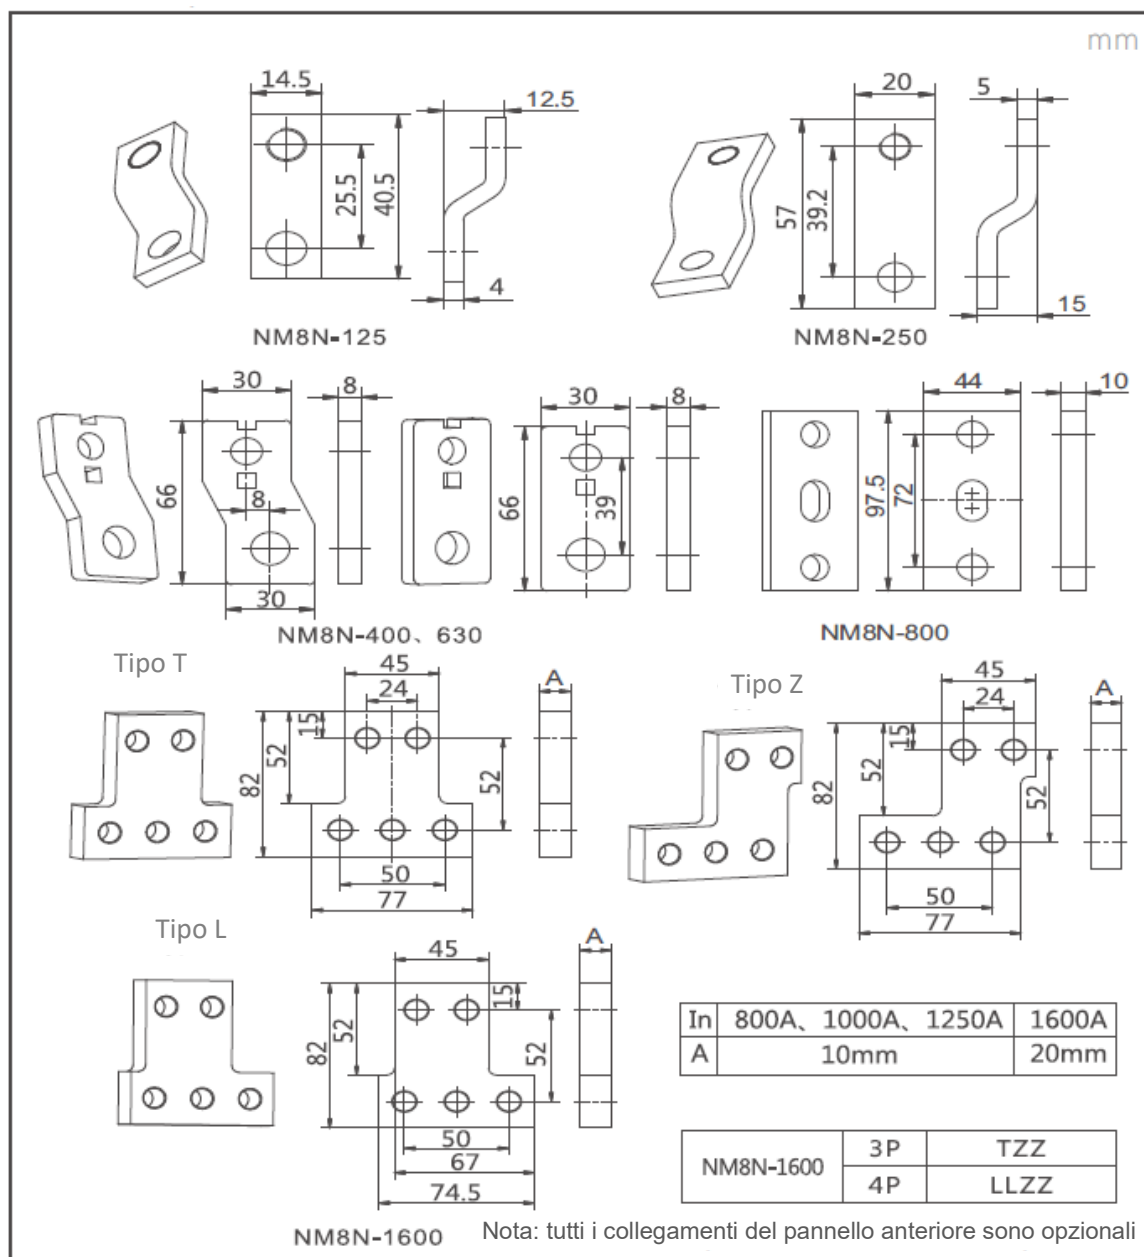 mm
14.5
12.5
25.5
40.5
4
NM8N-125
20
5
57
39.2
15
NM8N-250
30
8
66
8
30
30
8
66
39
NM8N-400、630
44
10
97.5
72
NM8N-800
Tipo T
45
24
15
52
82
52
50
77
A
Tipo Z
45
24
15
52
82
52
50
77
A
Tipo L
45
15
52
82
52
50
67
74.5
A
NM8N-1600
In 800A、1000A、1250A 1600A
A 10mm 20mm
NM8N-1600 3P TZZ
4P LLZZ
Nota: tutti i collegamenti del pannello anteriore sono opzionali